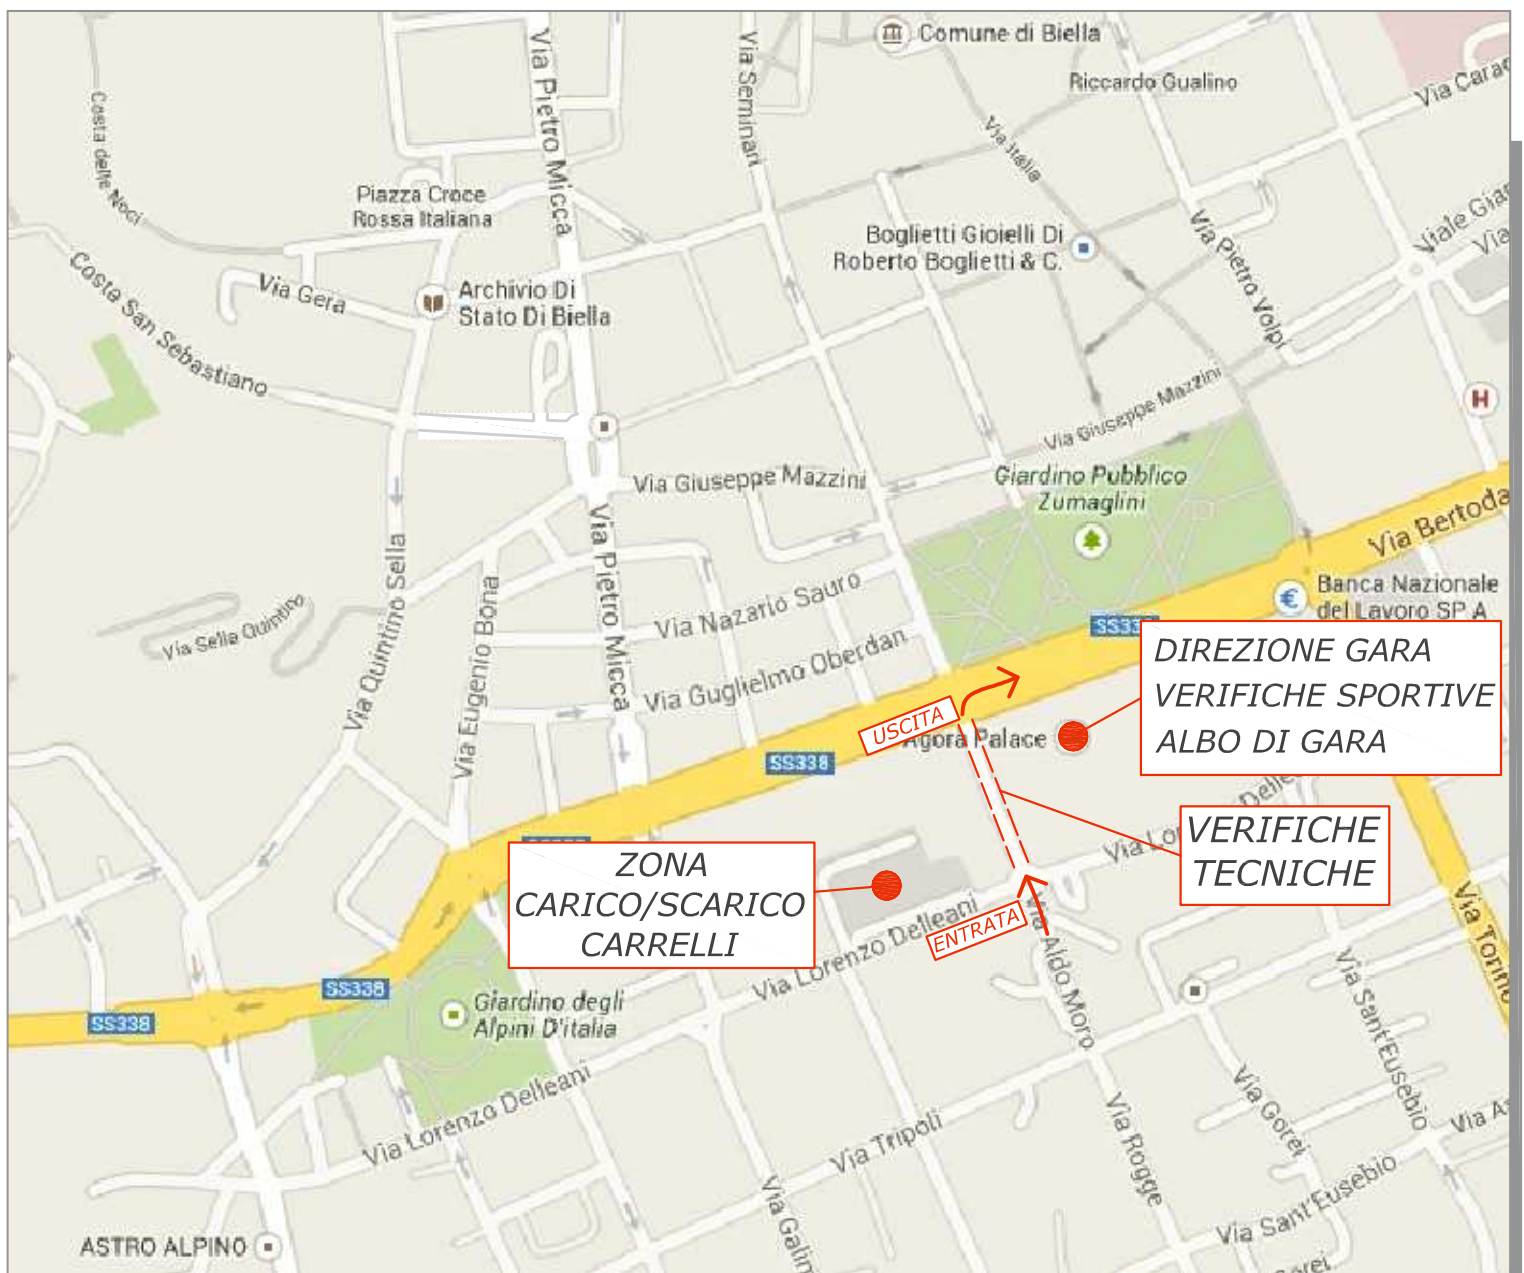 Comune di Biella
Riccardo Gualino
Via Pietro Micca
Via Seminari
Costa delle Noci
Via Italia
Piazza Croce
Rossa Italiana
Boglietti Gioielli Di
Roberto Boglietti & C.
Via Pietro Volpi
Via
Costa San Sebastiano
Via Gera
Archivio Di
Stato Di Biella
H
Via Giuseppe Mazzini
Via Giuseppe Mazzini
Giardino Pubblico
Zumaglini
Via Bertoda
Via Quintino Sella
Via Pietro Micca
Via Eugenio Bona
Via Nazario Sauro
Via Sella Quintino
Via Guglielmo Oberdan
€
Banca Nazionale
del Lavoro SP A
SS338
DIREZIONE GARA
VERIFICHE SPORTIVE
ALBO DI GARA
USCITA
Agorà Palace
SS338
VERIFICHE
TECNICHE
ZONA
CARICO/SCARICO
CARRELLI
ENTRATA
Via Lorenzo Delleani
Via Aldo Moro
Via Torino
Via Sant'Eusebio
SS338
SS338
Giardino degli
Alpini D'italia
Via Lorenzo Delleani
Via Tripoli
Via Rogge
Via Gorei
Via Sant'Eusebio
Via Galin
ASTRO ALPINO